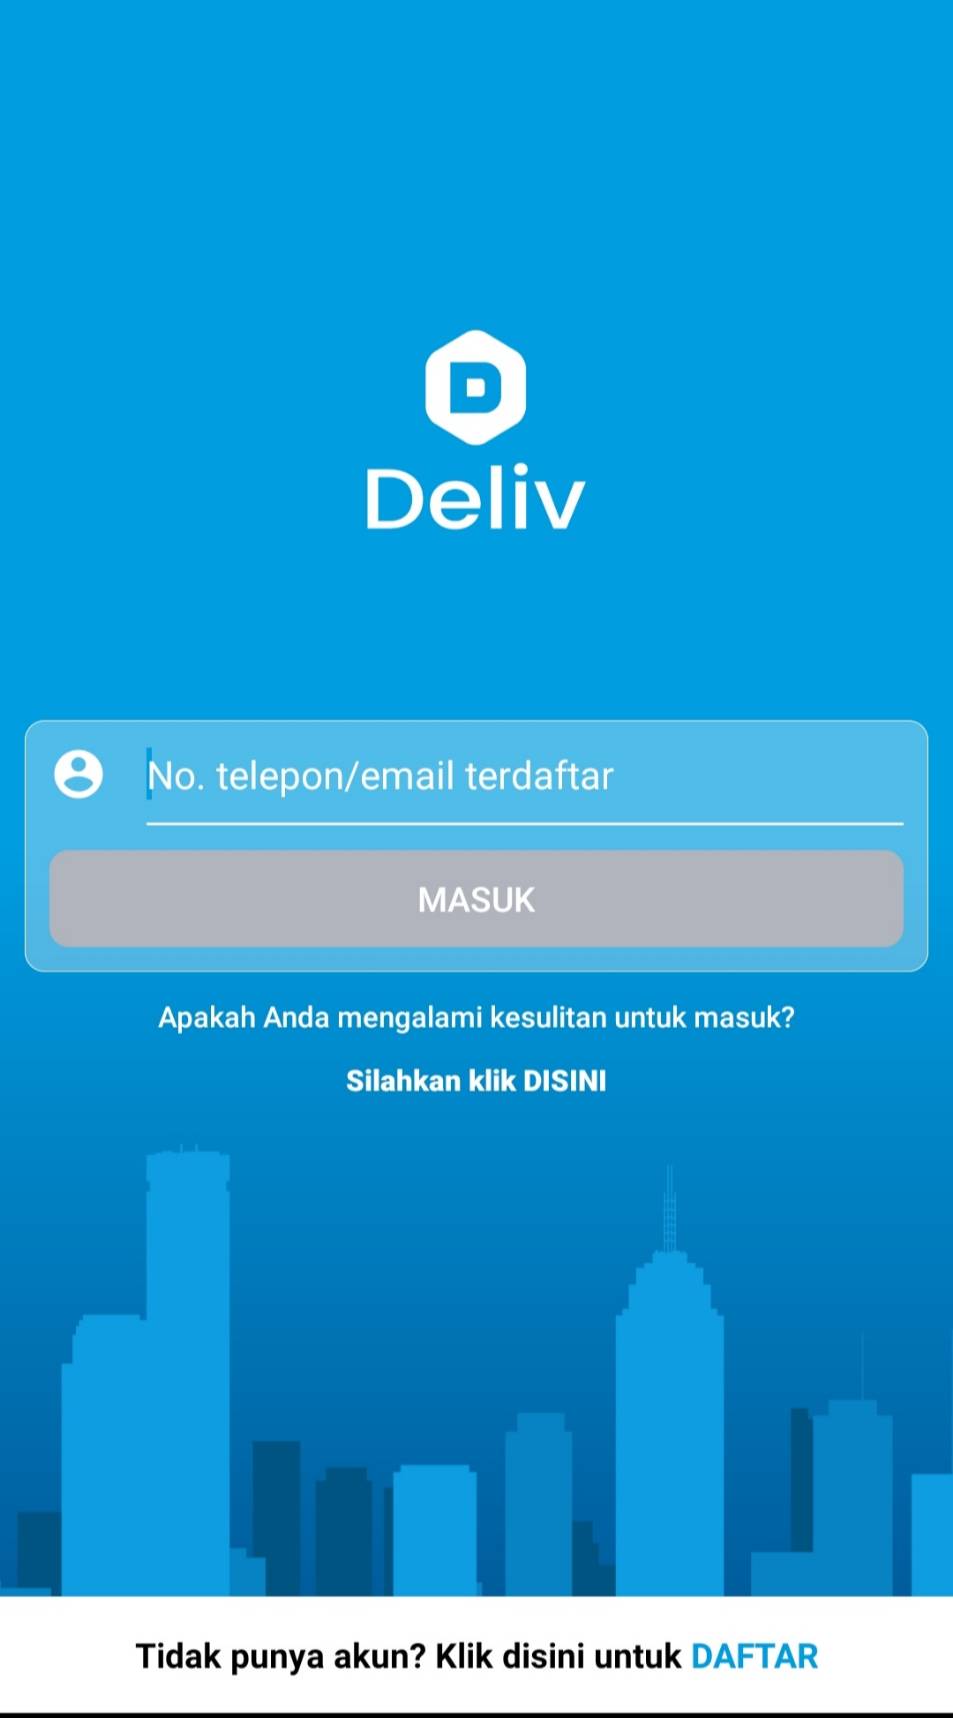 Deliv
No. telepon/email terdaftar
MASUK
Apakah Anda mengalami kesulitan untuk masuk?
Silahkan klik DISINI
Tidak punya akun? Klik disini untuk DAFTAR